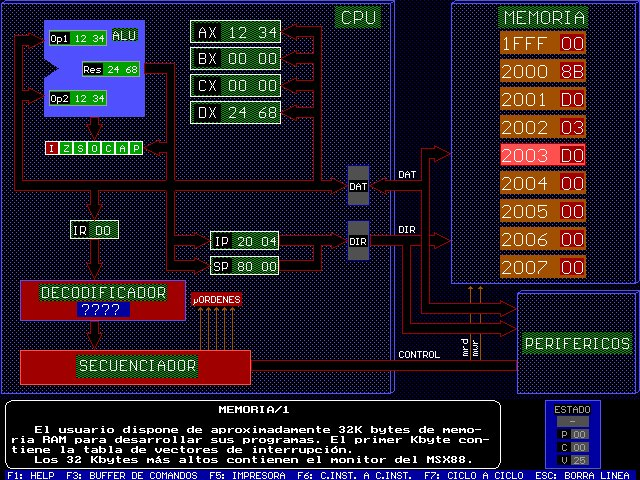 CPU
MEMORIA
Op1 12 34 ALU
Res 24 68
Op2 12 34
AX 12 34
BX 00 00
CX 00 00
DX 24 68
I Z S O C A P
1FFF 00
2000 8B
2001 D0
2002 03
2003 D0
2004 00
2005 00
2006 00
2007 00
DAT
DAT
IR D0
IP 20 04
SP 80 00
DIR
DIR
DECODIFICADOR
????
µORDENES
SECUENCIADOR
CONTROL
mrd
mwr
PERIFERICOS
MEMORIA/1
El usuario dispone de aproximadamente 32K bytes de memo-
ria RAM para desarrollar sus programas. El primer Kbyte con-
tiene la tabla de vectores de interrupción.
Los 32 Kbytes más altos contienen el monitor del MSX88.
ESTADO
-
P 00
C 00
V 25
F1: HELP F3: BUFFER DE COMANDOS F5: IMPRESORA F6: C.INST. A C.INST. F7: CICLO A CICLO ESC: BORRA LINEA